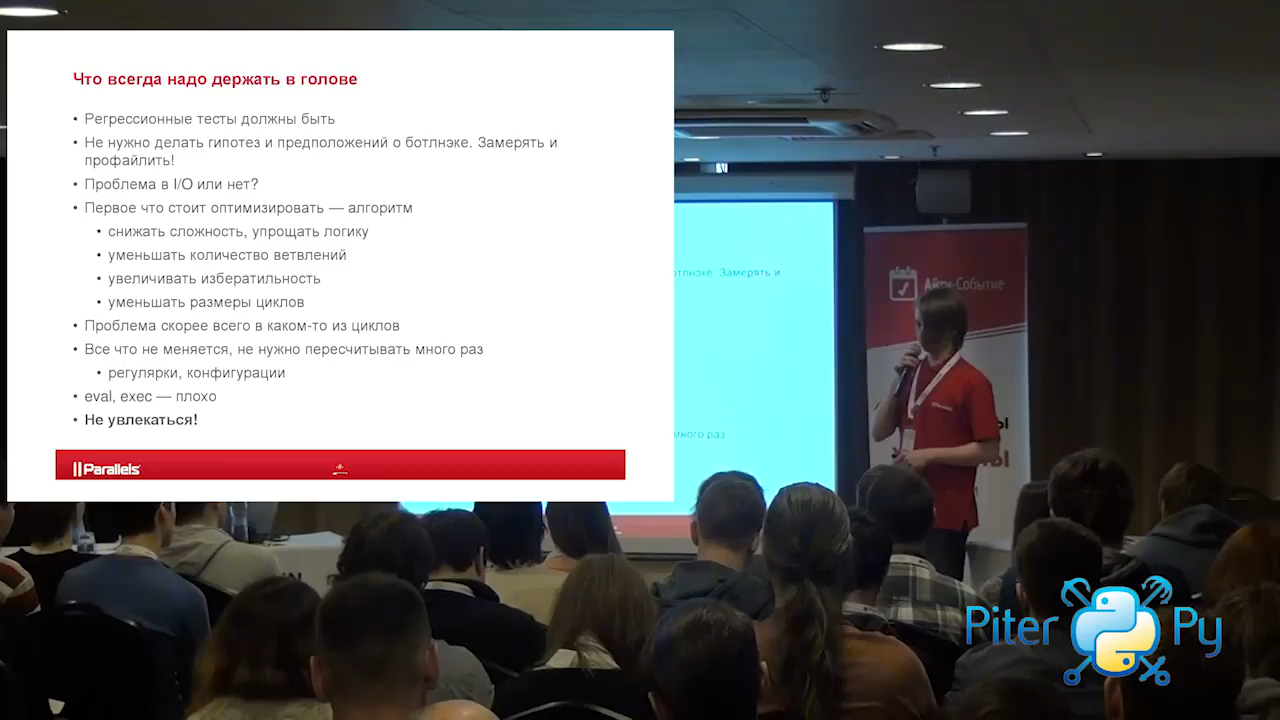 Что всегда надо держать в голове
• Регрессионные тесты должны быть
• Не нужно делать гипотез и предположений о ботлнэке. Замерять и
профайлить!
• Проблема в I/O или нет?
• Первое что стоит оптимизировать — алгоритм
• снижать сложность, упрощать логику
• уменьшать количество ветвлений
• увеличивать избератильность
• уменьшать размеры циклов
• Проблема скорее всего в каком-то из циклов
• Все что не меняется, не нужно пересчитывать много раз
• регулярки, конфигурации
• eval, exec — плохо
• Не увлекаться!
Parallels
отлнэке. Замерять и
много раз
Айти-Событие
Piter Py